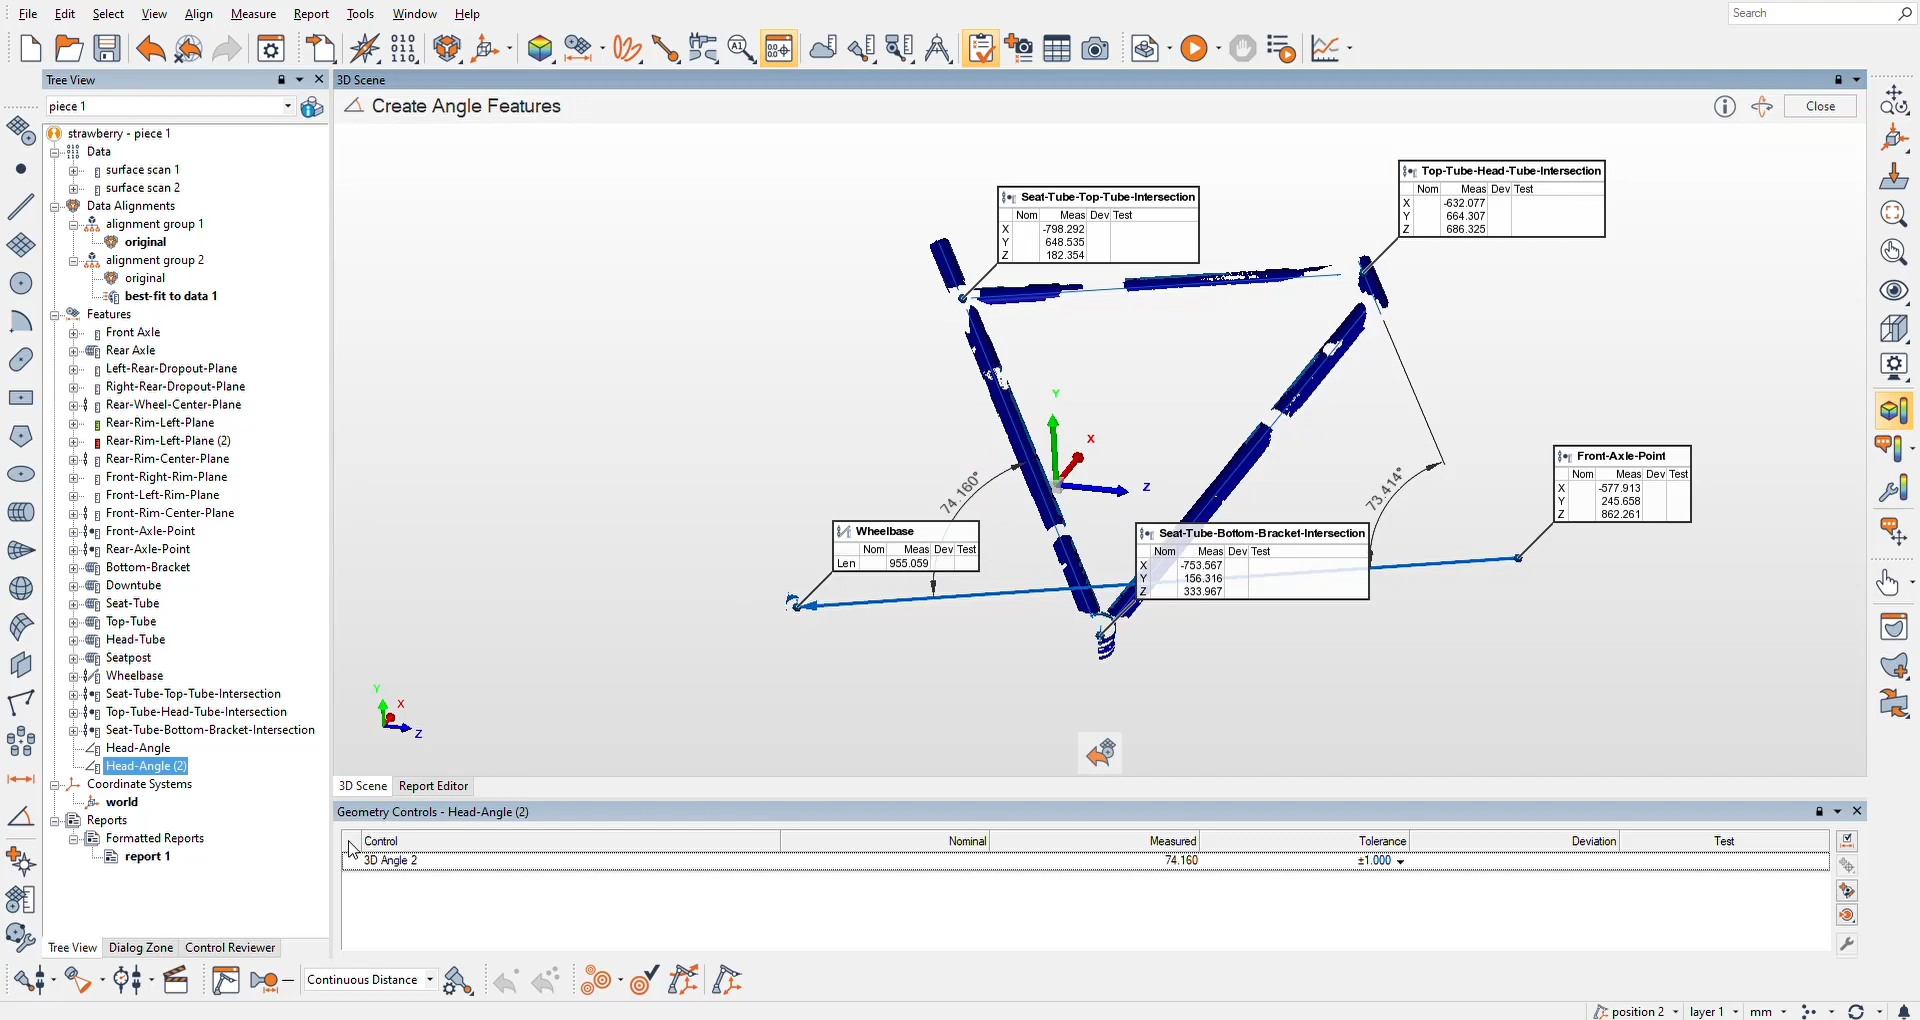 File Edit Select View Align Measure Report Tools Window Help
Search
Tree View
piece 1
strawberry - piece 1
Data
surface scan 1
surface scan 2
Data Alignments
alignment group 1
original
alignment group 2
original
best-fit to data 1
Features
Front Axle
Rear Axle
Left-Rear-Dropout-Plane
Right-Rear-Dropout-Plane
Rear-Wheel-Center-Plane
Rear-Rim-Left-Plane
Rear-Rim-Left-Plane (2)
Rear-Rim-Center-Plane
Front-Right-Rim-Plane
Front-Left-Rim-Plane
Front-Rim-Center-Plane
Front-Axle-Point
Rear-Axle-Point
Bottom-Bracket
Downtube
Seat-Tube
Top-Tube
Head-Tube
Seatpost
Wheelbase
Seat-Tube-Top-Tube-Intersection
Top-Tube-Head-Tube-Intersection
Seat-Tube-Bottom-Bracket-Intersection
Head-Angle
Head-Angle (2)
Coordinate Systems
world
Reports
Formatted Reports
report 1
Tree View Dialog Zone Control Reviewer
3D Scene
Create Angle Features
Close
Seat-Tube-Top-Tube-Intersection
Nom Meas Dev Test
X -798.292
Y 648.535
Z 182.354
Top-Tube-Head-Tube-Intersection
Nom Meas Dev Test
X -632.077
Y 664.307
Z 686.325
Front-Axle-Point
Nom Meas Dev Test
X -577.913
Y 245.658
Z 862.261
Wheelbase
Nom Meas Dev Test
Len 955.059
Seat-Tube-Bottom-Bracket-Intersection
Nom Meas Dev Test
X -753.567
Y 156.316
Z 333.967
74.160°
73.414°
Y
X
Z
Y
X
Z
3D Scene Report Editor
Geometry Controls - Head-Angle (2)
Control Nominal Measured Tolerance Deviation Test
3D Angle 2 74.160 ±1.000
Continuous Distance
position 2 layer 1 mm